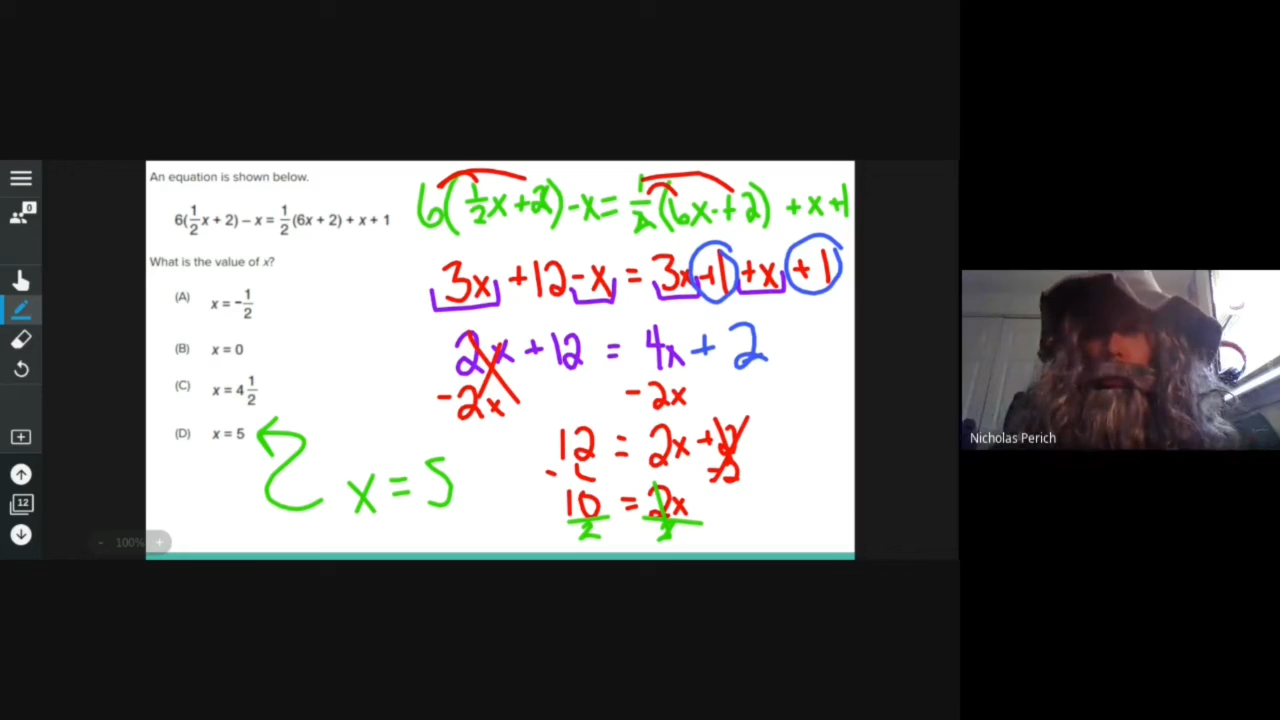 0
12
An equation is shown below.
6(1/2x + 2) – x = 1/2(6x + 2) + x + 1
What is the value of x?
(A) x = –1/2
(B) x = 0
(C) x = 4 1/2
(D) x = 5
- 100% +
6(1/2x+2)-x = 1/2(6x+2) +x+1
3x +12 -x = 3x +1 +x +1
2x + 12 = 4x + 2
-2x -2x
12 = 2x + 2
-2 -2
10 = 2x
2 2
x = 5
Nicholas Perich